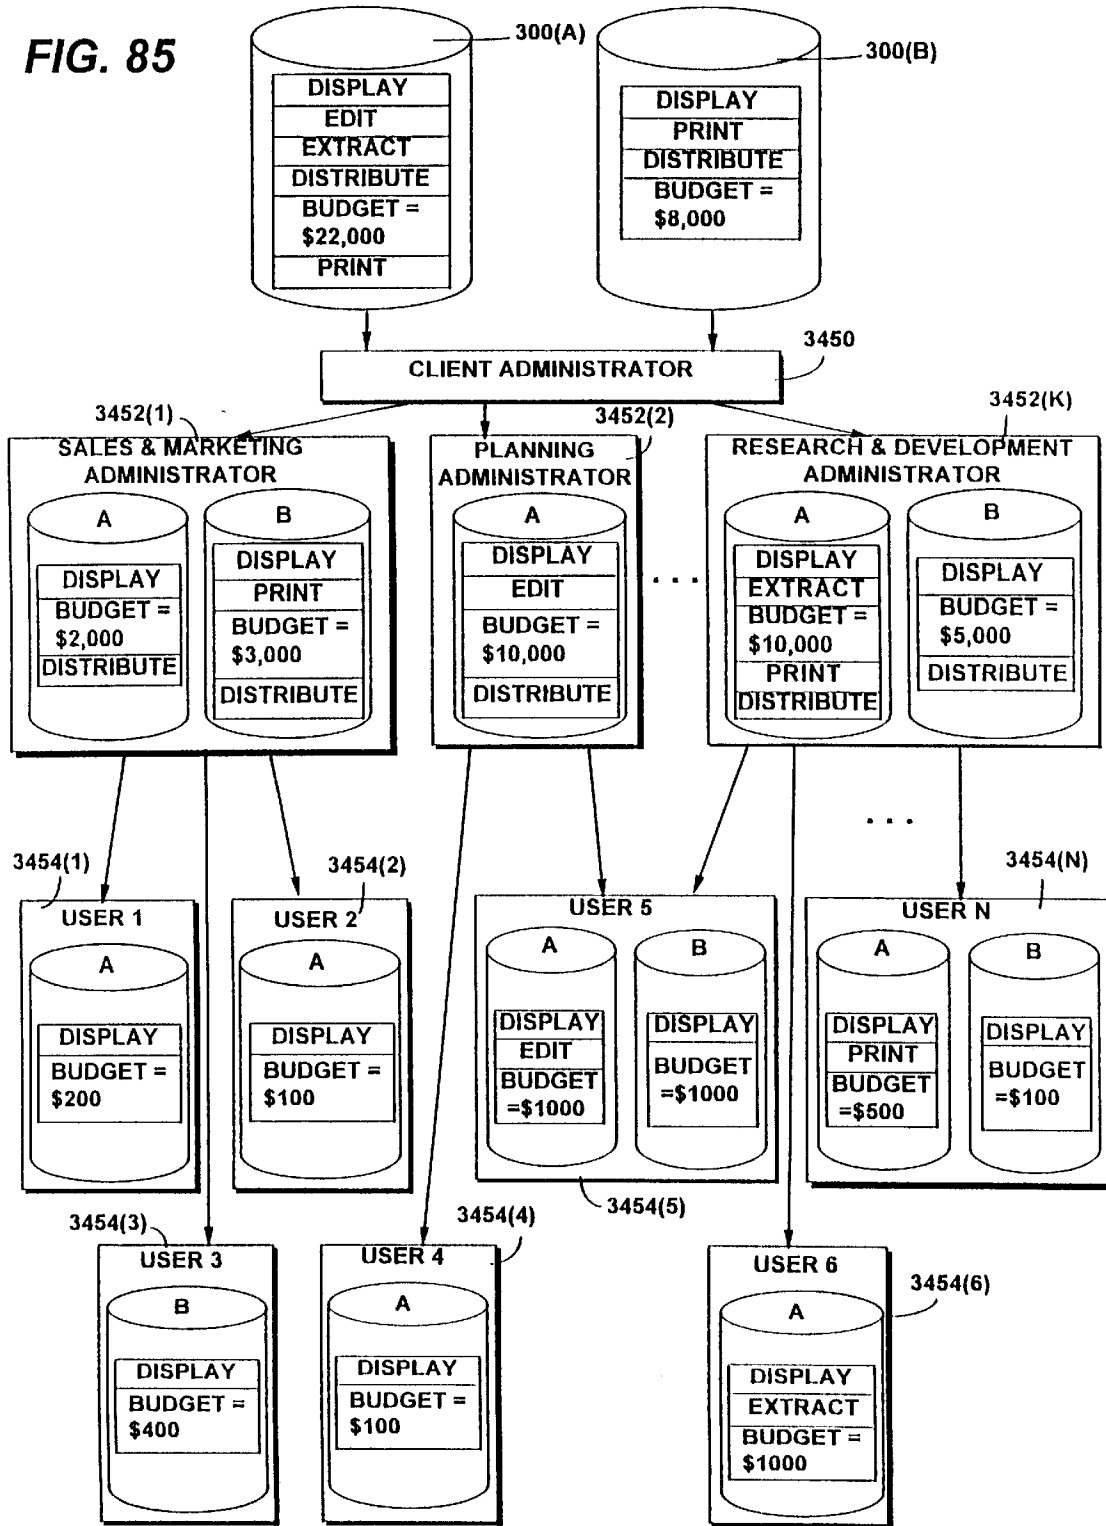 FIG. 85
300(A)
DISPLAY
EDIT
EXTRACT
DISTRIBUTE
BUDGET =
$22,000
PRINT
300(B)
DISPLAY
PRINT
DISTRIBUTE
BUDGET =
$8,000
CLIENT ADMINISTRATOR
3450
3452(1)
SALES & MARKETING
ADMINISTRATOR
A
DISPLAY
BUDGET =
$2,000
DISTRIBUTE
B
DISPLAY
PRINT
BUDGET =
$3,000
DISTRIBUTE
3452(2)
PLANNING
ADMINISTRATOR
A
DISPLAY
EDIT
BUDGET =
$10,000
DISTRIBUTE
. . .
3452(K)
RESEARCH & DEVELOPMENT
ADMINISTRATOR
A
DISPLAY
EXTRACT
BUDGET =
$10,000
PRINT
DISTRIBUTE
B
DISPLAY
BUDGET =
$5,000
DISTRIBUTE
. . .
3454(1)
USER 1
A
DISPLAY
BUDGET =
$200
3454(2)
USER 2
A
DISPLAY
BUDGET =
$100
USER 5
A
DISPLAY
EDIT
BUDGET
=$1000
B
DISPLAY
BUDGET
=$1000
3454(5)
3454(N)
USER N
A
DISPLAY
PRINT
BUDGET
=$500
B
DISPLAY
BUDGET
=$100
3454(3)
USER 3
B
DISPLAY
BUDGET =
$400
3454(4)
USER 4
A
DISPLAY
BUDGET =
$100
USER 6
3454(6)
A
DISPLAY
EXTRACT
BUDGET =
$1000